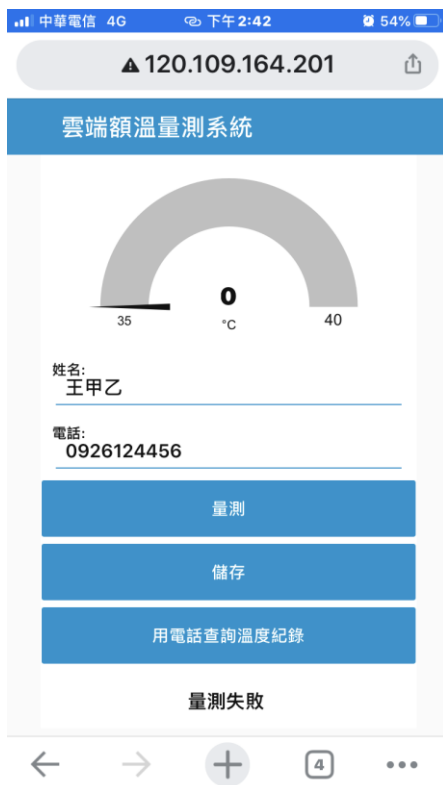 中華電信 4G 下午2:42 54%
120.109.164.201
雲端額溫量測系統
0
35 °C 40
姓名:
王甲乙
電話:
0926124456
量測
儲存
用電話查詢溫度紀錄
量測失敗
4